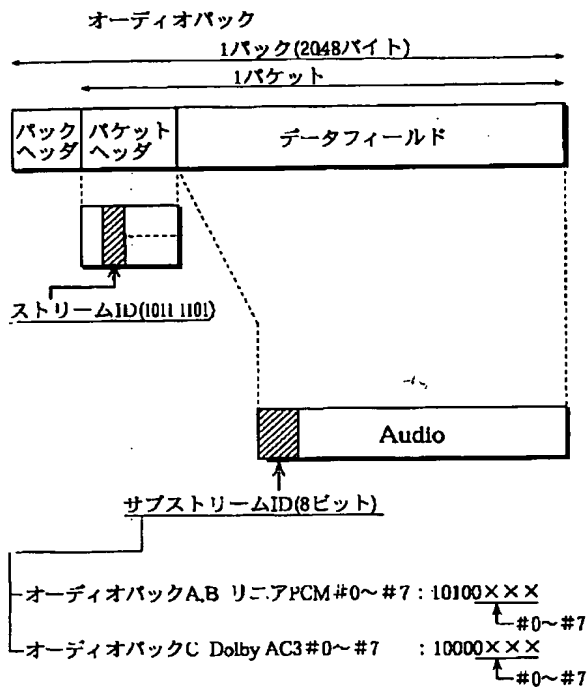 オーディオパック
1パック(2048バイト)
1パケット
パック
ヘッダ
パケット
ヘッダ
データフィールド
ストリームID(1011 1101)
Audio
サブストリームID(8ビット)
オーディオパックA,B リニアPCM#0～#7 : 10100×××
#0～#7
オーディオパックC Dolby AC3#0～#7 : 10000×××
#0～#7